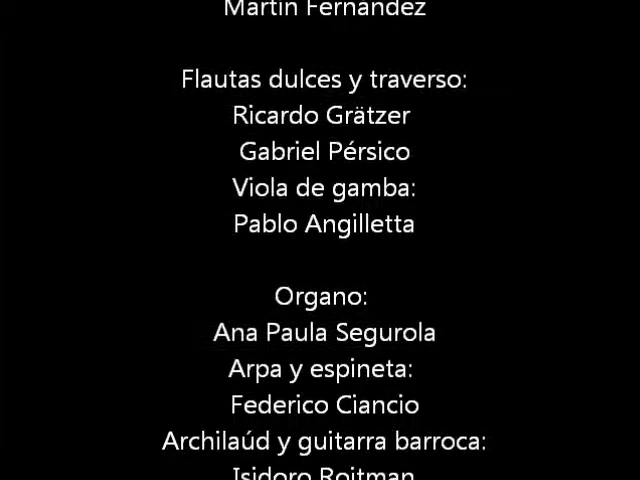 Martín Fernández
Flautas dulces y traverso:
Ricardo Grätzer
Gabriel Pérsico
Viola de gamba:
Pablo Angilletta
Organo:
Ana Paula Segurola
Arpa y espineta:
Federico Ciancio
Archilaúd y guitarra barroca:
Isidoro Roitman